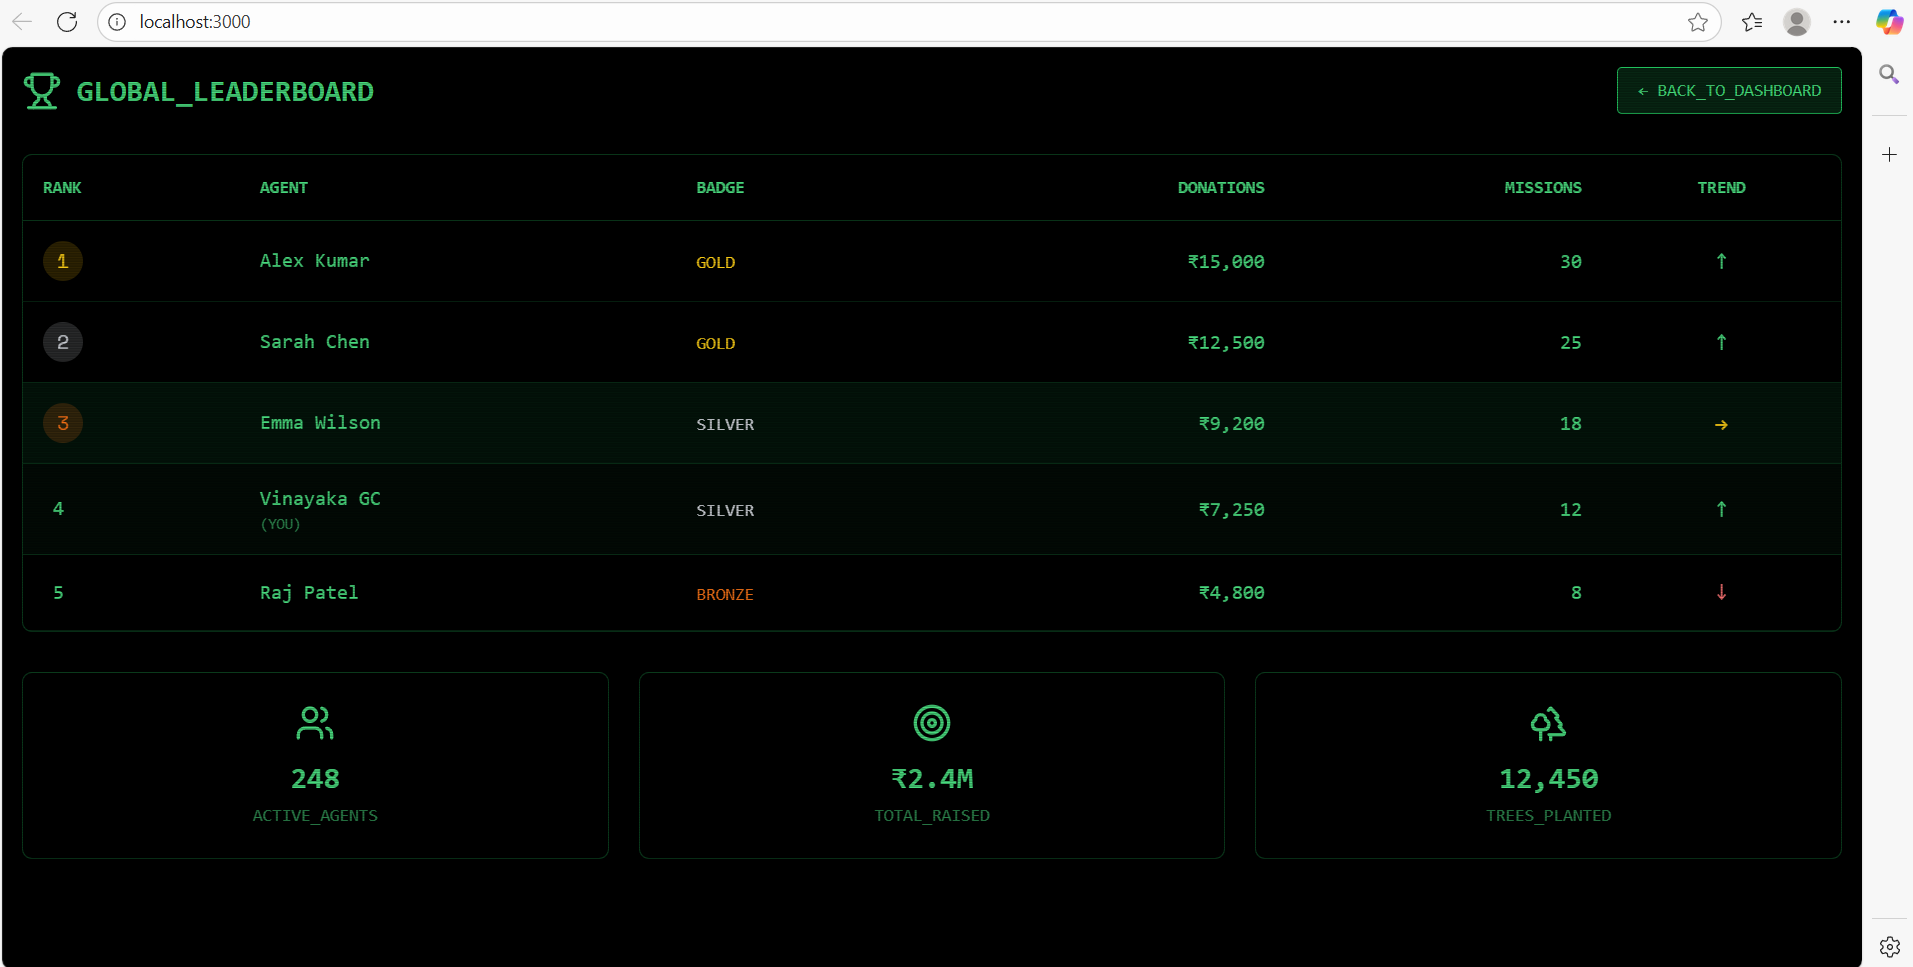 localhost:3000
GLOBAL_LEADERBOARD
← BACK_TO_DASHBOARD
RANK AGENT BADGE DONATIONS MISSIONS TREND
1 Alex Kumar GOLD ₹15,000 30 ↑
2 Sarah Chen GOLD ₹12,500 25 ↑
3 Emma Wilson SILVER ₹9,200 18 →
4 Vinayaka GC SILVER ₹7,250 12 ↑
(YOU)
5 Raj Patel BRONZE ₹4,800 8 ↓
248
ACTIVE_AGENTS
₹2.4M
TOTAL_RAISED
12,450
TREES_PLANTED